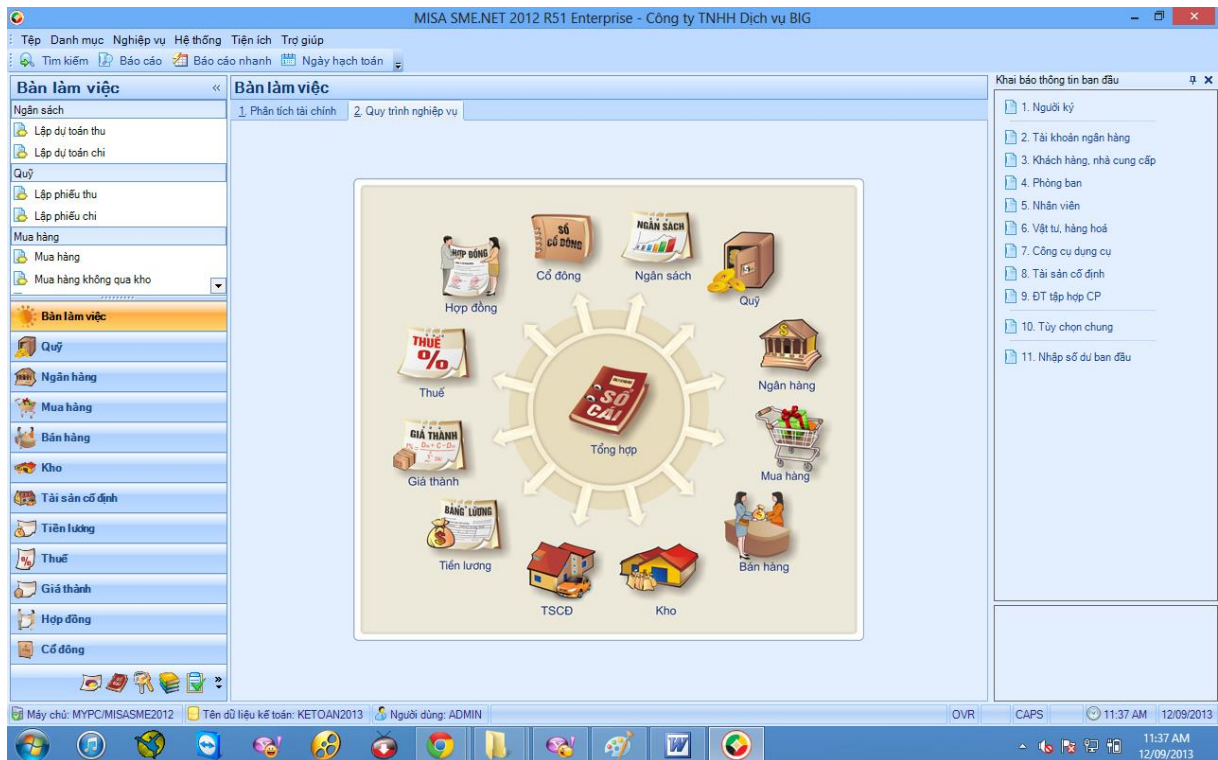 MISA SME.NET 2012 R51 Enterprise - Công ty TNHH Dịch vụ BIG
Tệp Danh mục Nghiệp vụ Hệ thống Tiện ích Trợ giúp
Tìm kiếm Báo cáo Báo cáo nhanh Ngày hạch toán
Bàn làm việc «
Ngân sách
Lập dự toán thu
Lập dự toán chi
Quỹ
Lập phiếu thu
Lập phiếu chi
Mua hàng
Mua hàng
Mua hàng không qua kho
Bàn làm việc
Quỹ
Ngân hàng
Mua hàng
Bán hàng
Kho
Tài sản cố định
Tiền lương
Thuế
Giá thành
Hợp đồng
Cổ đông
Bàn làm việc
1. Phân tích tài chính 2. Quy trình nghiệp vụ
SỔ CỔ ĐÔNG
Cổ đông
NGÂN SÁCH
Ngân sách
Quỹ
HỢP ĐỒNG
Hợp đồng
Ngân hàng
THUẾ
%
Thuế
SỔ CÁI
Tổng hợp
Mua hàng
GIÁ THÀNH
Giá thành
BẢNG LƯƠNG
Tiền lương
Bán hàng
TSCĐ
Kho
Khai báo thông tin ban đầu
1. Người ký
2. Tài khoản ngân hàng
3. Khách hàng, nhà cung cấp
4. Phòng ban
5. Nhân viên
6. Vật tư, hàng hoá
7. Công cụ dụng cụ
8. Tài sản cố định
9. ĐT tập hợp CP
10. Tùy chọn chung
11. Nhập số dư ban đầu
Máy chủ: MYPC/MISASME2012 Tên dữ liệu kế toán: KETOAN2013 Người dùng: ADMIN OVR CAPS 11:37 AM 12/09/2013
11:37 AM
12/09/2013